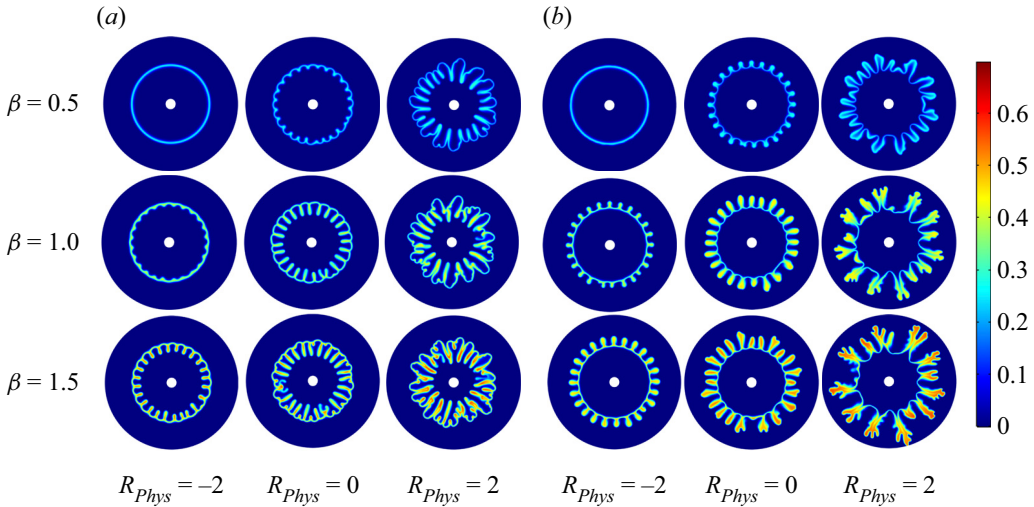 (a) (b)
β = 0.5
0.6
0.5
β = 1.0
0.4
0.3
0.2
β = 1.5
0.1
0
R_Phys = –2 R_Phys = 0 R_Phys = 2 R_Phys = –2 R_Phys = 0 R_Phys = 2